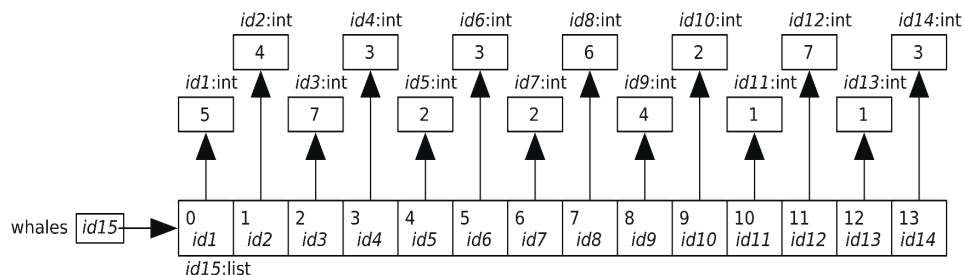 id2:int id4:int id6:int id8:int id10:int id12:int id14:int
4 3 3 6 2 7 3
id1:int id3:int id5:int id7:int id9:int id11:int id13:int
5 7 2 2 4 1 1
0 1 2 3 4 5 6 7 8 9 10 11 12 13
whales id15 id1 id2 id3 id4 id5 id6 id7 id8 id9 id10 id11 id12 id13 id14
id15:list